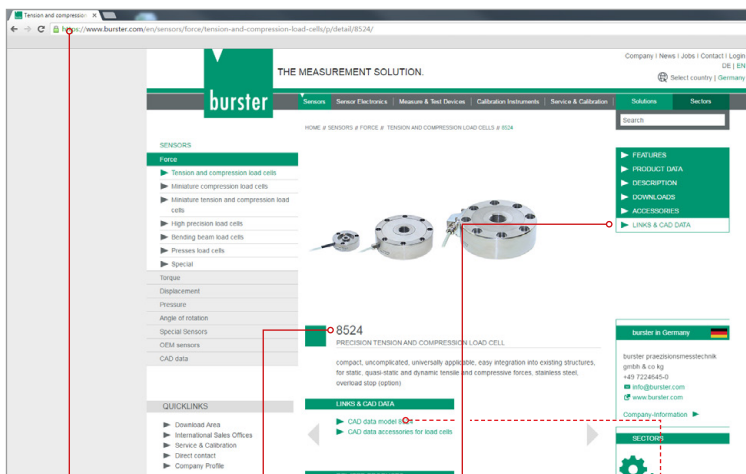 Tension and compression
https://www.burster.com/en/sensors/force/tension-and-compression-load-cells/p/detail/8524/
Company | News | Jobs | Contact | Login
DE | EN
THE MEASUREMENT SOLUTION.
Select country | Germany
burster
Sensors | Sensor Electronics | Measure & Test Devices | Calibration Instruments | Service & Calibration
Solutions
Sectors
Search
HOME // SENSORS // FORCE // TENSION AND COMPRESSION LOAD CELLS // 8524
SENSORS
Force
Tension and compression load cells
Miniature compression load cells
Miniature tension and compression load
cells
High precision load cells
Bending beam load cells
Presses load cells
Special
Torque
Displacement
Pressure
Angle of rotation
Special Sensors
OEM sensors
CAD data
FEATURES
PRODUCT DATA
DESCRIPTION
DOWNLOADS
ACCESSORIES
LINKS & CAD DATA
8524
PRECISION TENSION AND COMPRESSION LOAD CELL
compact, uncomplicated, universally applicable, easy integration into existing structures,
for static, quasi-static and dynamic tensile and compressive forces, stainless steel,
overload stop (option)
LINKS & CAD DATA
CAD data model 8524
CAD data accessories for load cells
burster in Germany
burster praezisionsmesstechnik
gmbh & co kg
+49 7224645-0
info@burster.com
www.burster.com
Company-Information
SECTORS
QUICKLINKS
Download Area
International Sales Offices
Service & Calibration
Direct contact
Company Profile